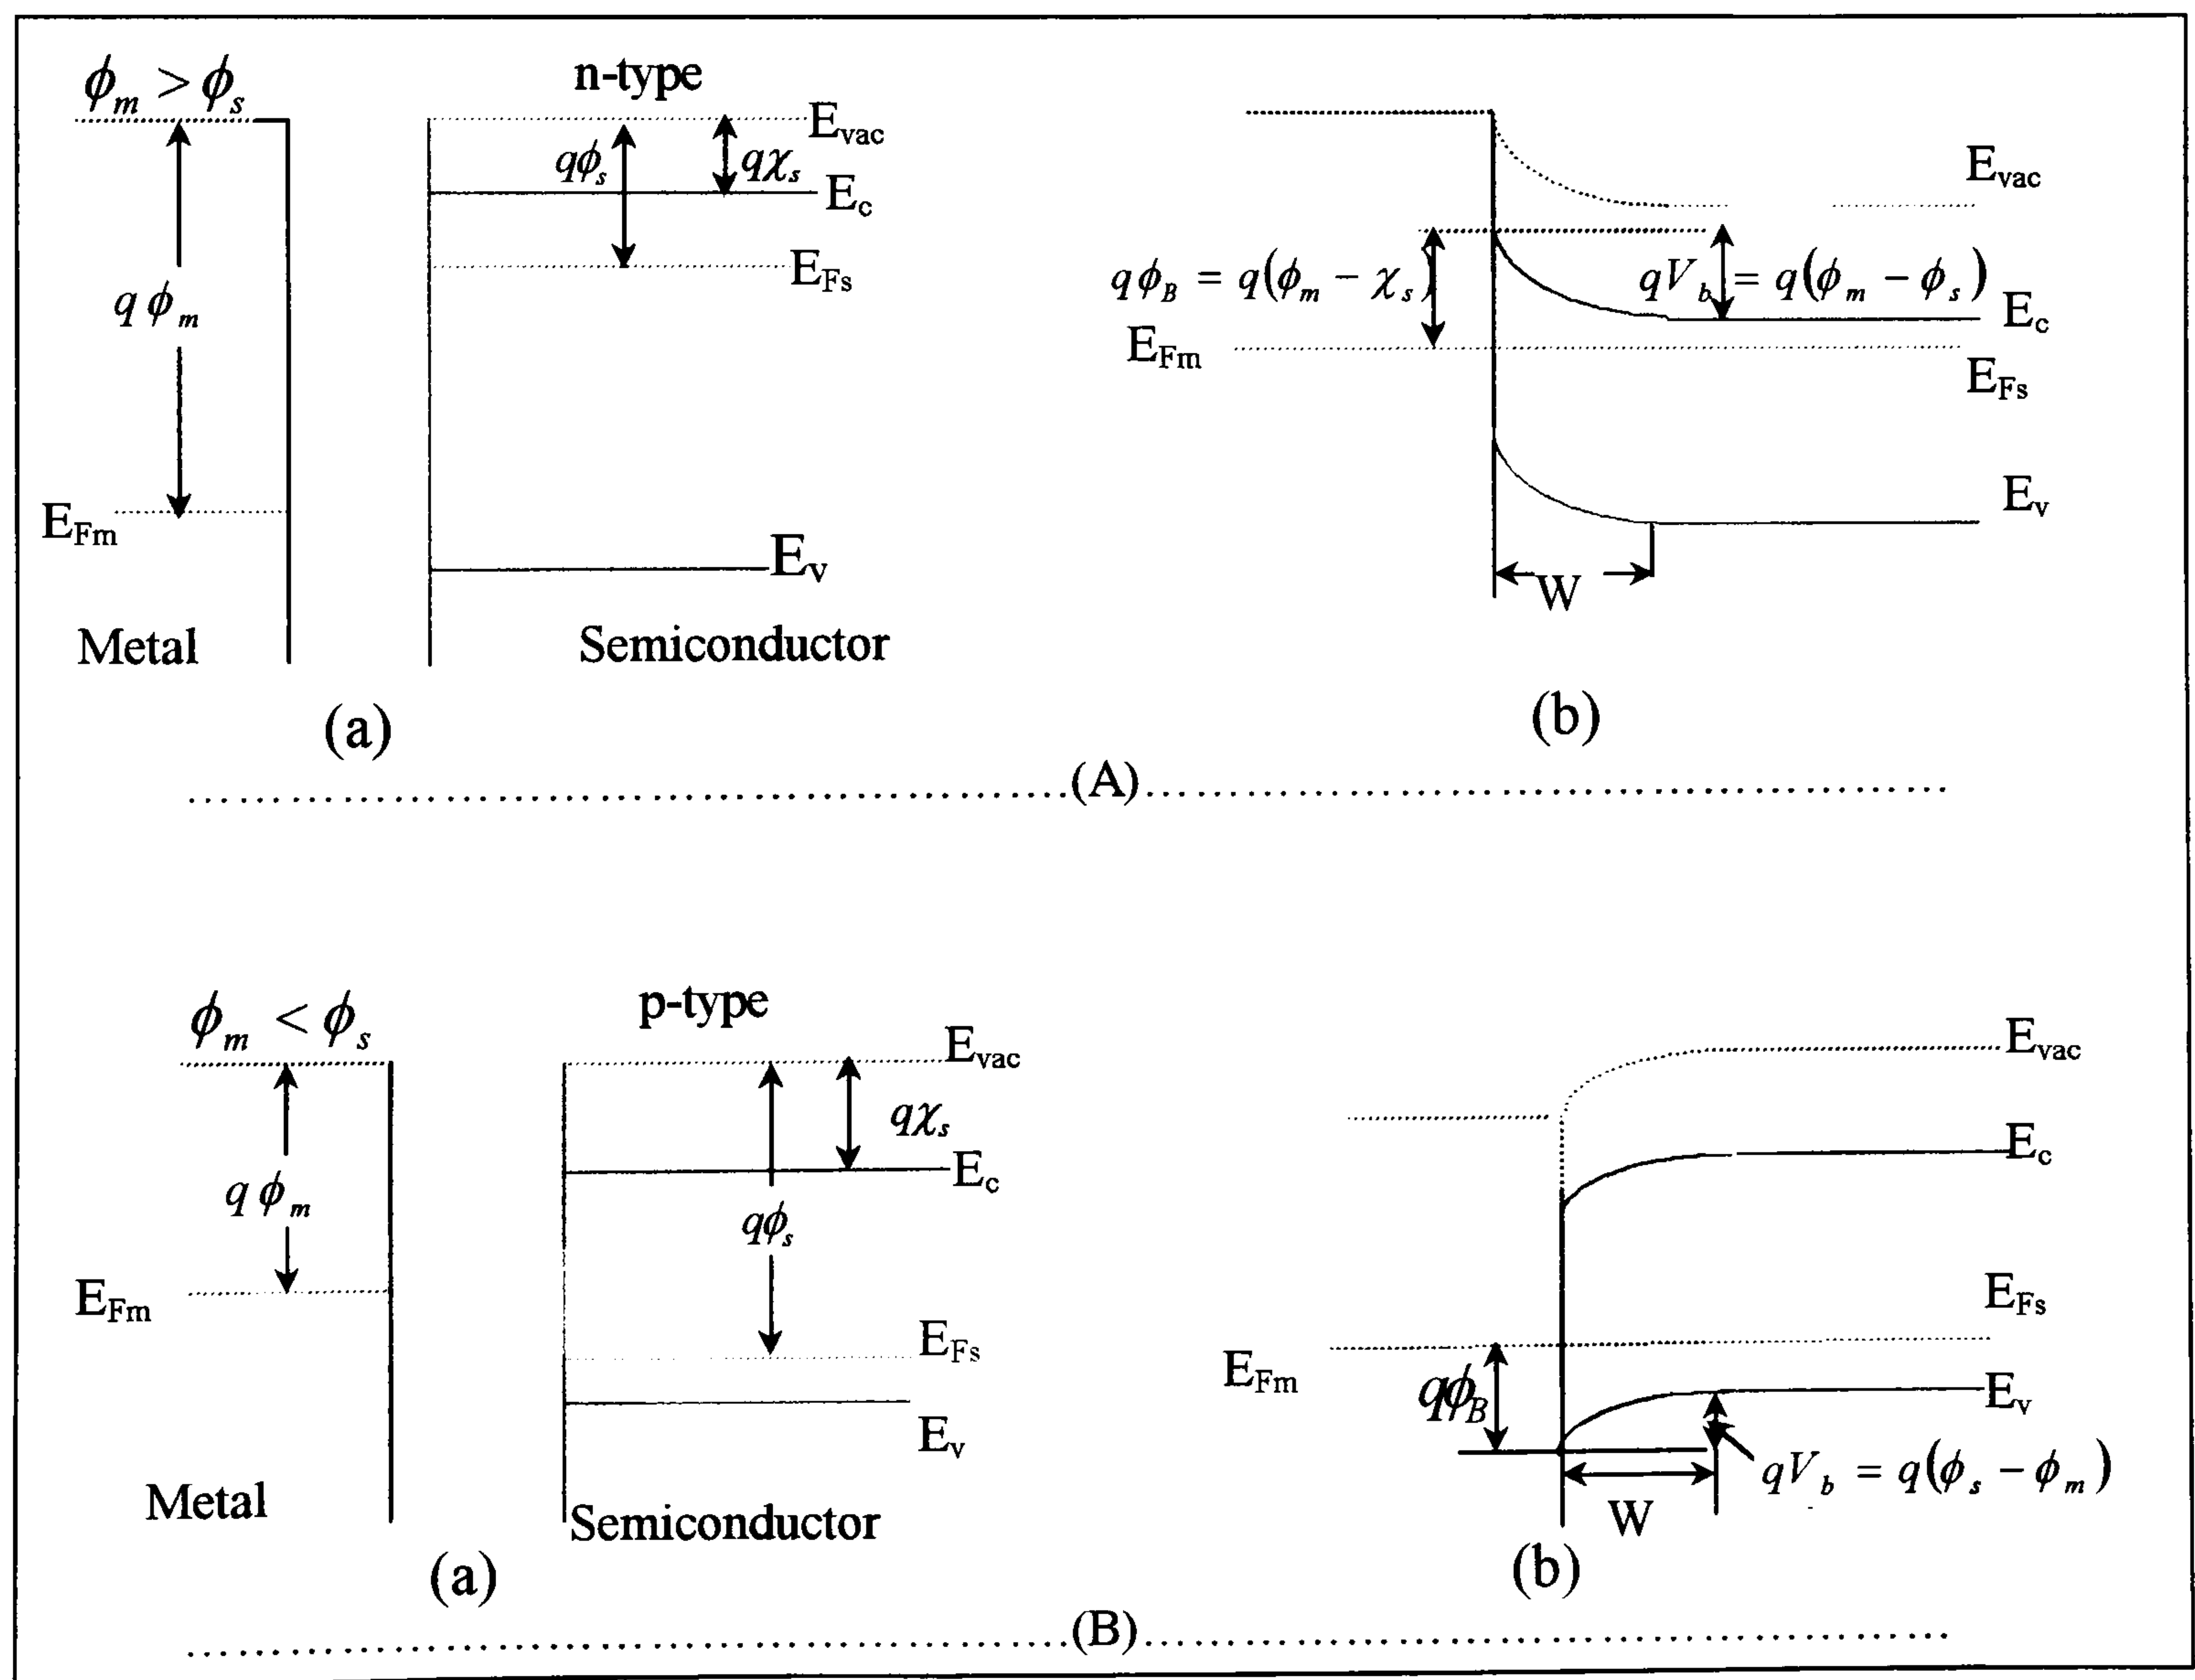 ϕm > ϕs
n-type
Evac
qϕs
qχs
Ec
EFs
qϕm
EFm
Ev
Metal
Semiconductor
(a)
Evac
qϕB = q(ϕm − χs)
qVb = q(ϕm − ϕs)
Ec
EFm
EFs
Ev
W
(b)
(A)
ϕm < ϕs
p-type
Evac
qχs
Ec
qϕm
qϕs
EFm
EFs
Ev
Metal
Semiconductor
(a)
Evac
Ec
EFs
EFm
qϕB
Ev
qVb = q(ϕs − ϕm)
W
(b)
(B)